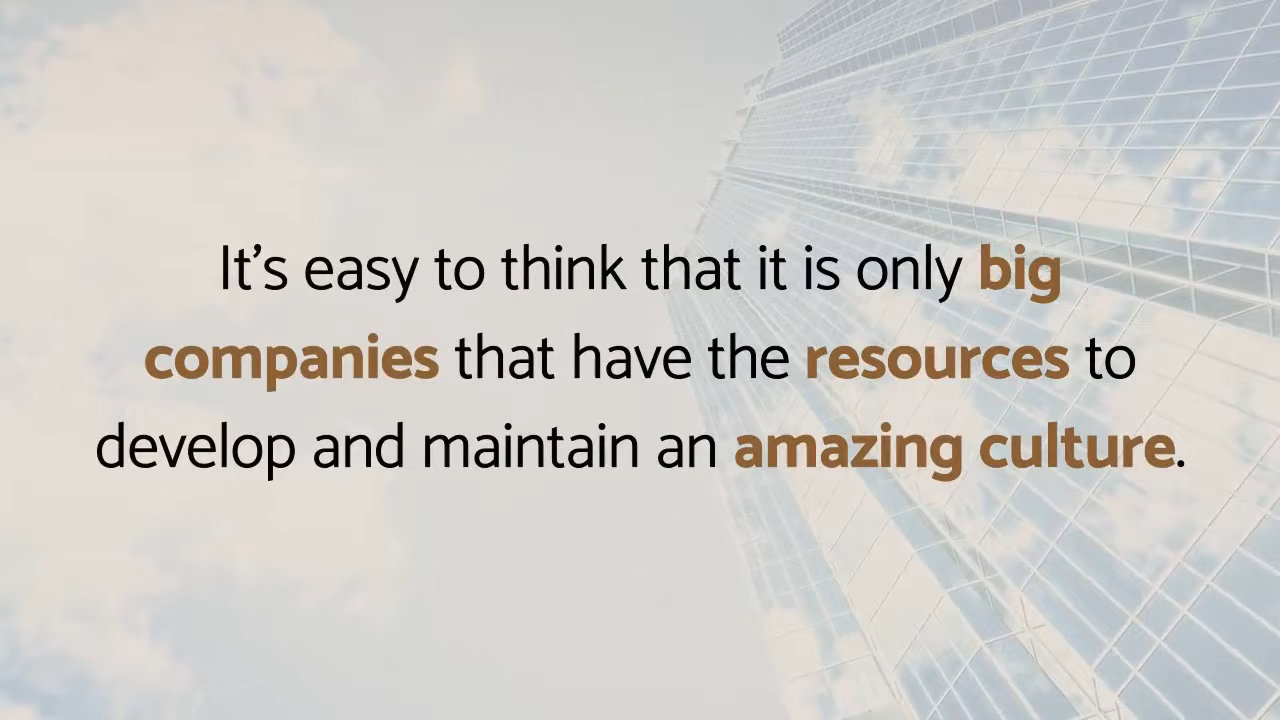 It’s easy to think that it is only big
companies that have the resources to
develop and maintain an amazing culture.